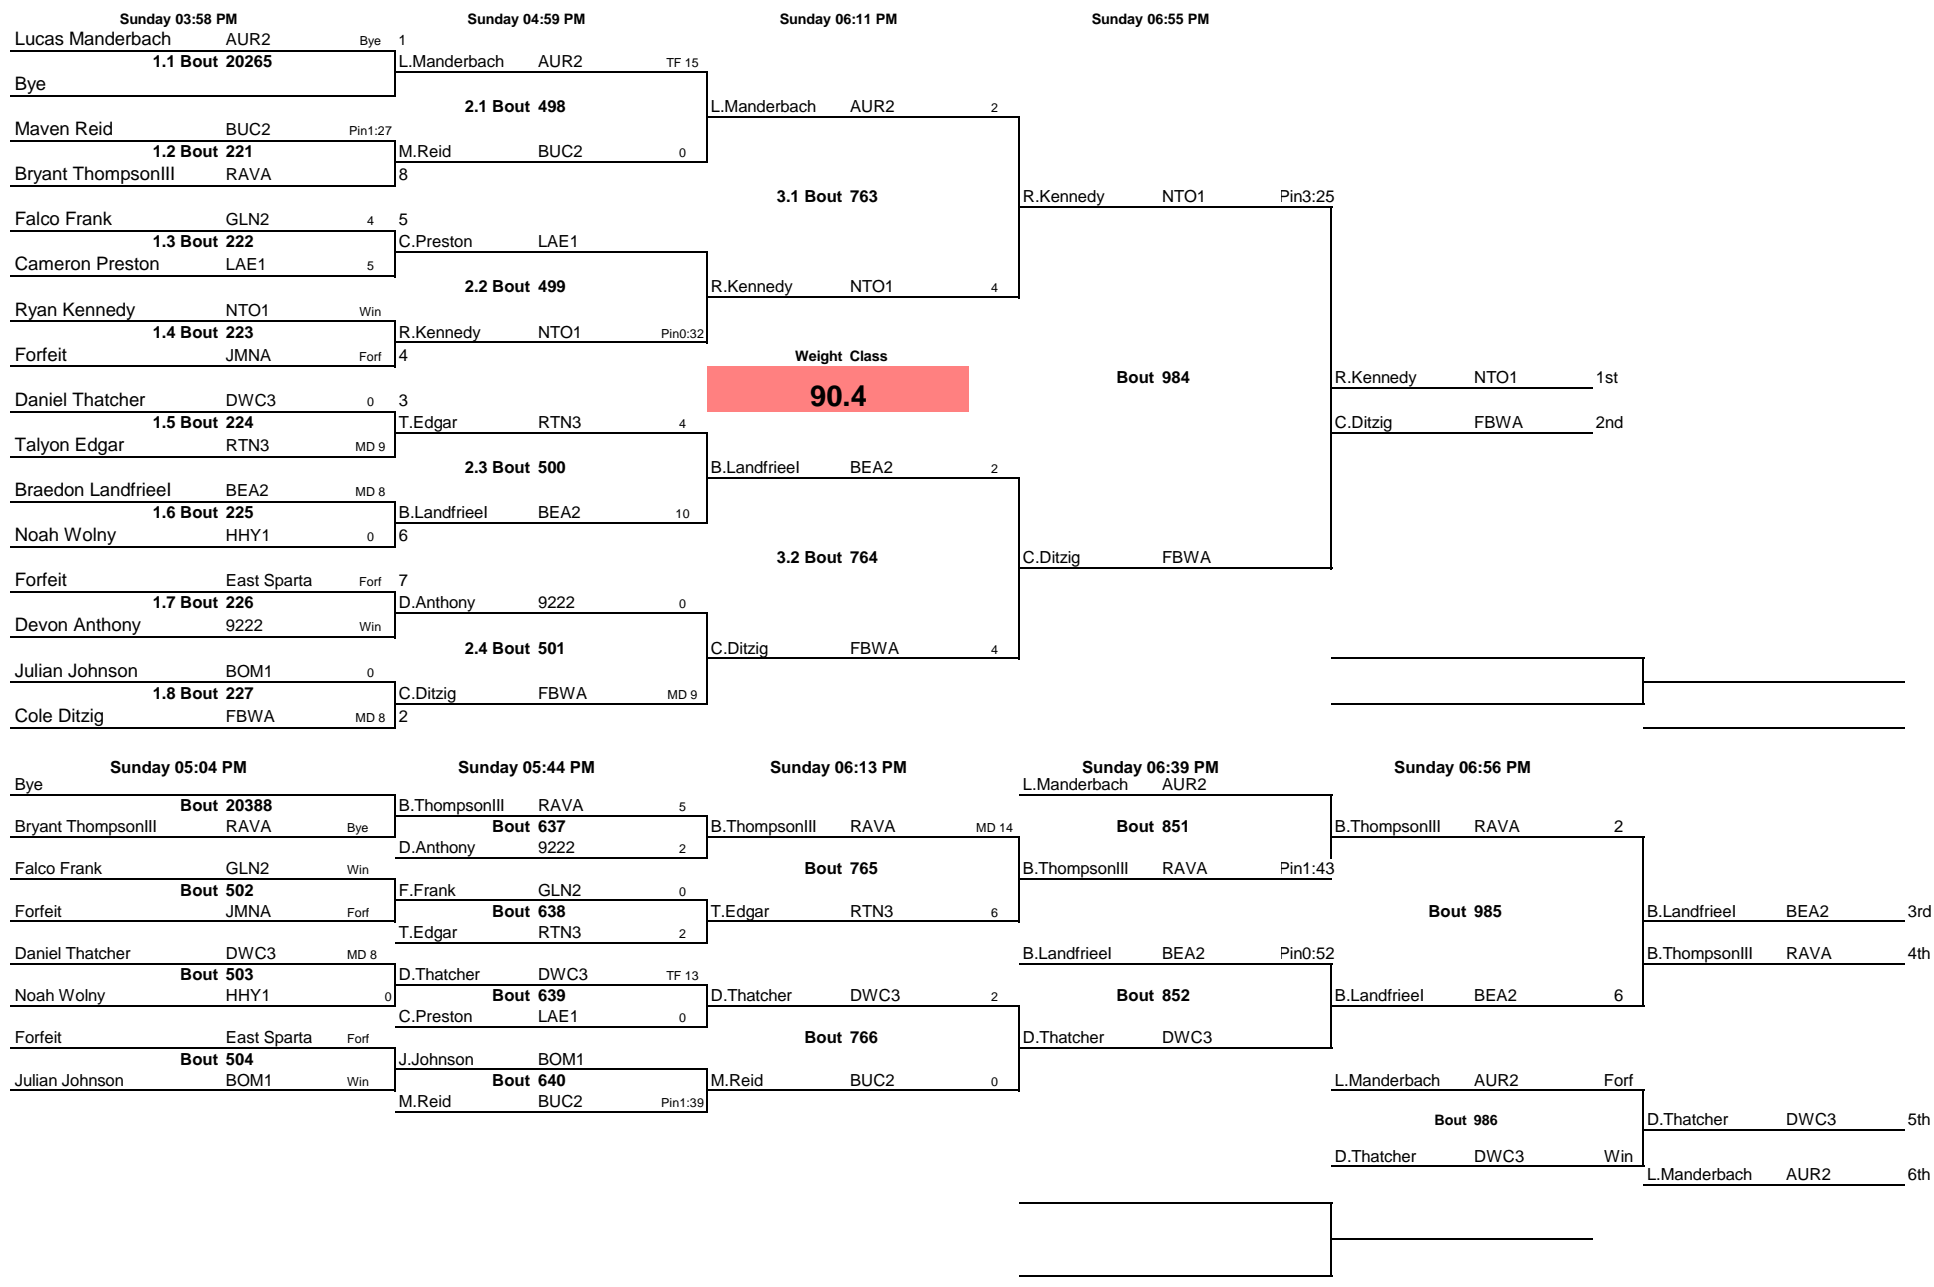 Sunday 03:58 PM Sunday 04:59 PM Sunday 06:11 PM Sunday 06:55 PM
Lucas Manderbach AUR2 Bye 1
1.1 Bout 20265 L.Manderbach AUR2 TF 15
Bye
2.1 Bout 498 L.Manderbach AUR2 2
Maven Reid BUC2 Pin1:27
1.2 Bout 221 M.Reid BUC2 0
Bryant ThompsonIII RAVA 8
3.1 Bout 763 R.Kennedy NTO1 Pin3:25
Falco Frank GLN2 4 5
1.3 Bout 222 C.Preston LAE1
Cameron Preston LAE1 5
2.2 Bout 499 R.Kennedy NTO1 4
Ryan Kennedy NTO1 Win
1.4 Bout 223 R.Kennedy NTO1 Pin0:32
Forfeit JMNA Forf 4 Weight Class
Bout 984 R.Kennedy NTO1 1st
Daniel Thatcher DWC3 0 3 90.4
1.5 Bout 224 T.Edgar RTN3 4 C.Ditzig FBWA 2nd
Talyon Edgar RTN3 MD 9
2.3 Bout 500 B.LandfrieeI BEA2 2
Braedon LandfrieeI BEA2 MD 8
1.6 Bout 225 B.LandfrieeI BEA2 10
Noah Wolny HHY1 0 6
3.2 Bout 764 C.Ditzig FBWA
Forfeit East Sparta Forf 7
1.7 Bout 226 D.Anthony 9222 0
Devon Anthony 9222 Win
2.4 Bout 501 C.Ditzig FBWA 4
Julian Johnson BOM1 0
1.8 Bout 227 C.Ditzig FBWA MD 9
Cole Ditzig FBWA MD 8 2
Sunday 05:04 PM Sunday 05:44 PM Sunday 06:13 PM Sunday 06:39 PM Sunday 06:56 PM
Bye L.Manderbach AUR2
Bout 20388 B.ThompsonIII RAVA 5
Bryant ThompsonIII RAVA Bye Bout 637 B.ThompsonIII RAVA MD 14 Bout 851 B.ThompsonIII RAVA 2
D.Anthony 9222 2
Falco Frank GLN2 Win Bout 765 B.ThompsonIII RAVA Pin1:43
Bout 502 F.Frank GLN2 0
Forfeit JMNA Forf Bout 638 T.Edgar RTN3 6 Bout 985 B.LandfrieeI BEA2 3rd
T.Edgar RTN3 2
Daniel Thatcher DWC3 MD 8 B.LandfrieeI BEA2 Pin0:52 B.ThompsonIII RAVA 4th
Bout 503 D.Thatcher DWC3 TF 13
Noah Wolny HHY1 0 Bout 639 D.Thatcher DWC3 2 Bout 852 B.LandfrieeI BEA2 6
C.Preston LAE1 0
Forfeit East Sparta Forf Bout 766 D.Thatcher DWC3
Bout 504 J.Johnson BOM1
Julian Johnson BOM1 Win Bout 640 M.Reid BUC2 0 L.Manderbach AUR2 Forf
M.Reid BUC2 Pin1:39
Bout 986 D.Thatcher DWC3 5th
D.Thatcher DWC3 Win
L.Manderbach AUR2 6th